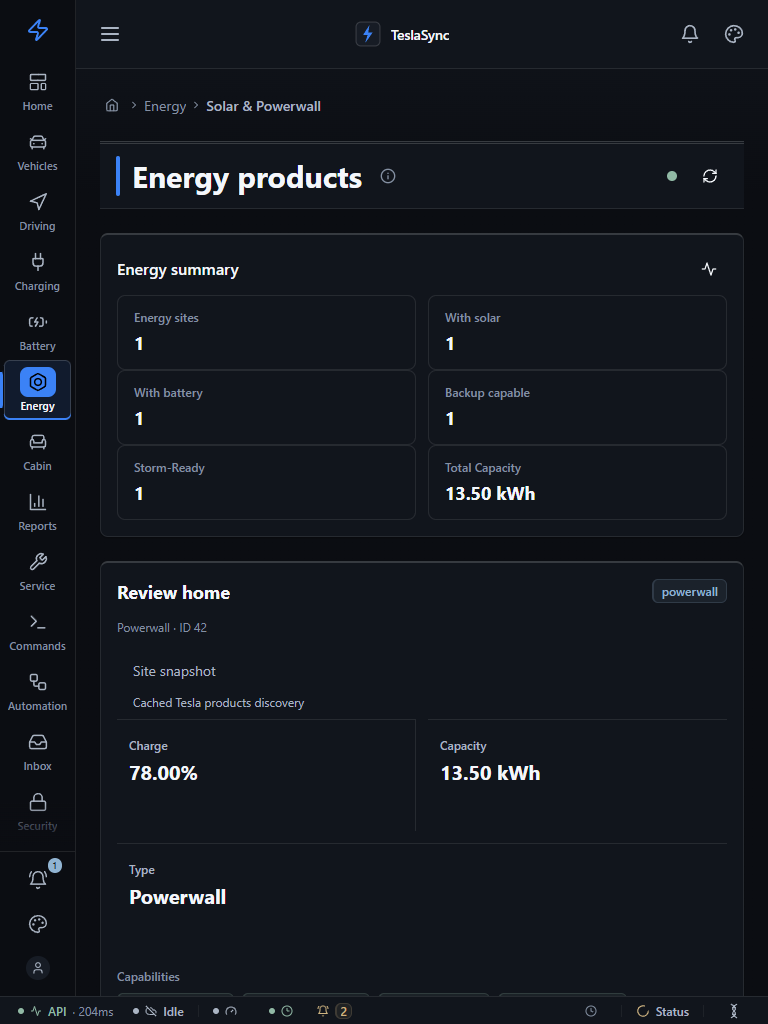 TeslaSync
Home
Vehicles
Driving
Charging
Battery
Energy
Cabin
Reports
Service
Commands
Automation
Inbox
Security
1
Energy
Solar & Powerwall
Energy products
Energy summary
Energy sites
1
With solar
1
With battery
1
Backup capable
1
Storm-Ready
1
Total Capacity
13.50 kWh
Review home
powerwall
Powerwall · ID 42
Site snapshot
Cached Tesla products discovery
Charge
78.00%
Capacity
13.50 kWh
Type
Powerwall
Capabilities
API · 204ms
Idle
2
Status